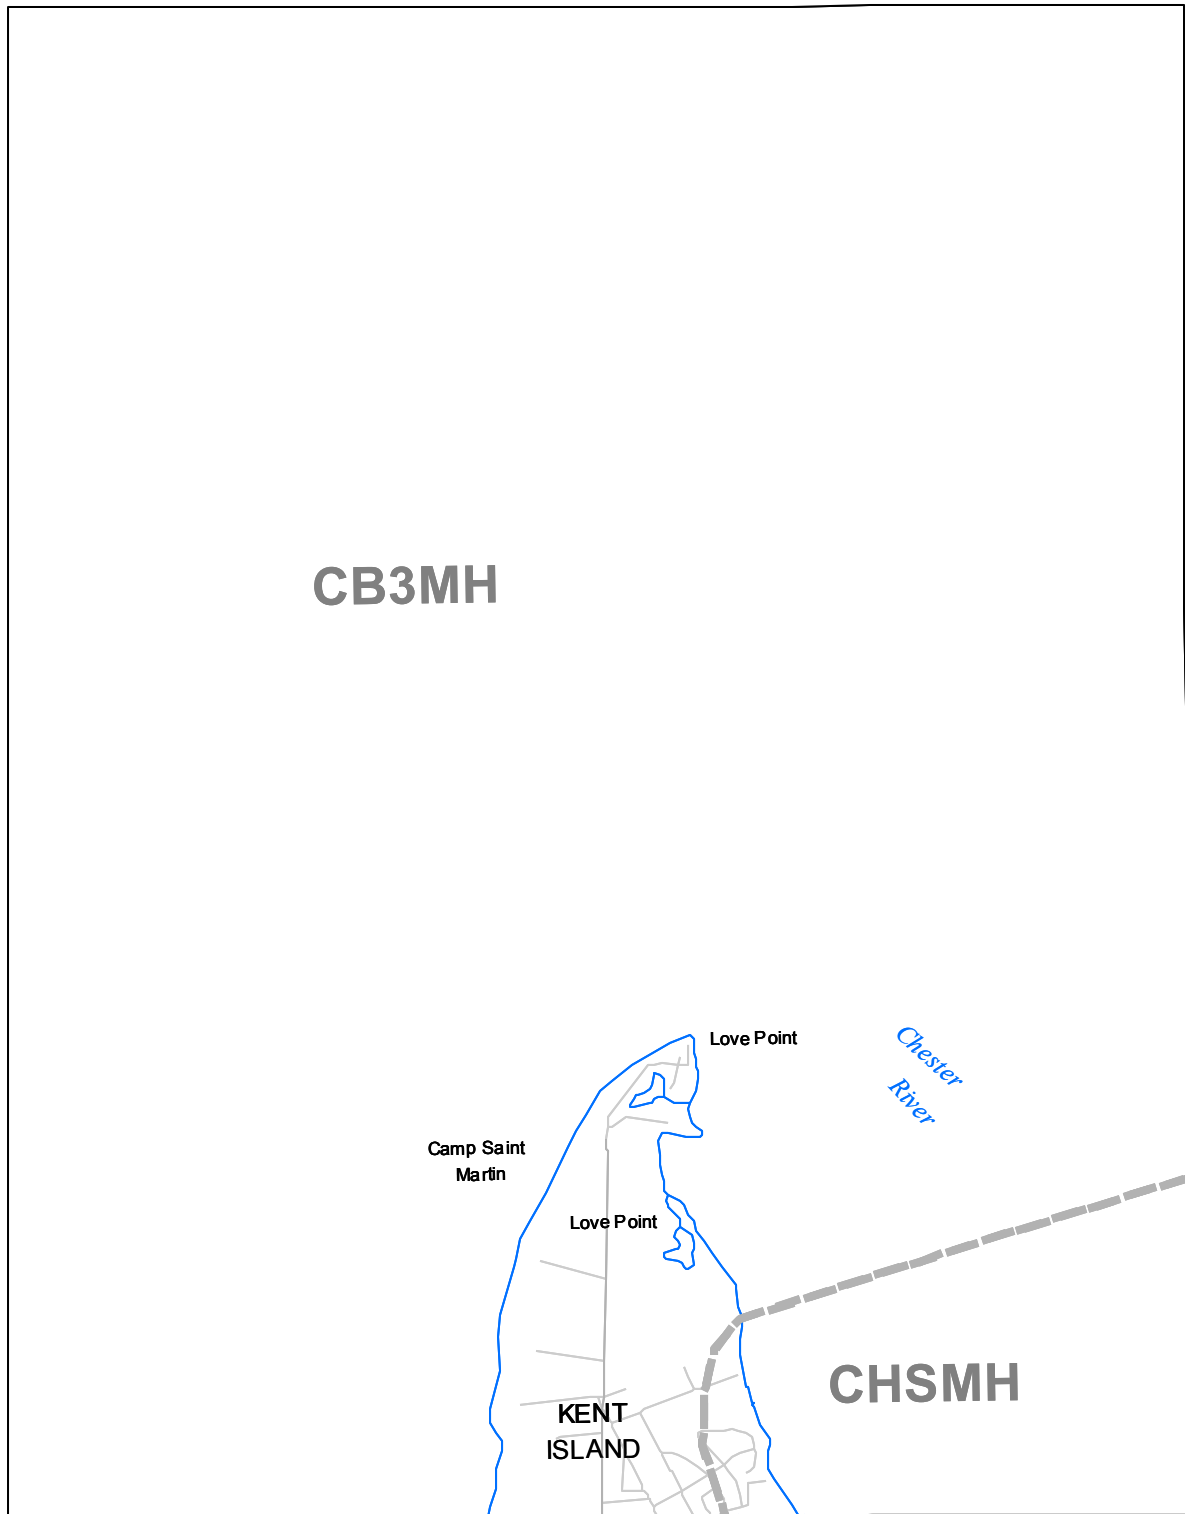 CB3MH
Love Point
Chester
River
Camp Saint
Martin
Love Point
CHSMH
KENT
ISLAND